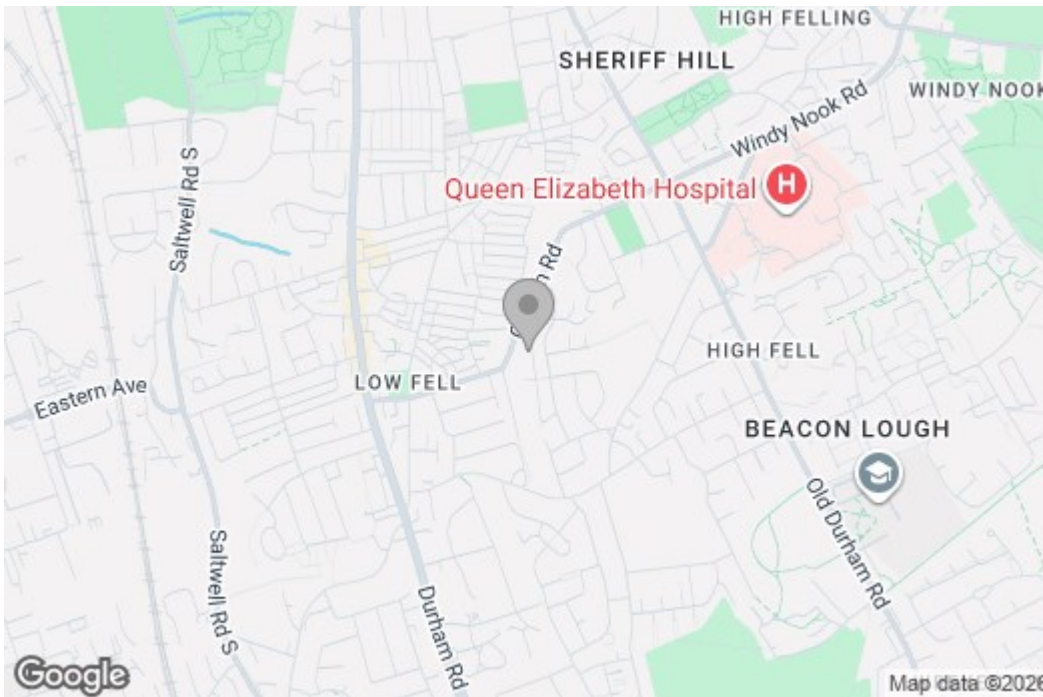 HIGH FELLING
SHERIFF HILL
WINDY NOOK
Windy Nook Rd
Queen Elizabeth Hospital
H
Saltwell Rd S
Rd
HIGH FELL
LOW FELL
Eastern Ave
BEACON LOUGH
Old Durham Rd
Saltwell Rd S
Durham Rd
Google
Map data ©2026